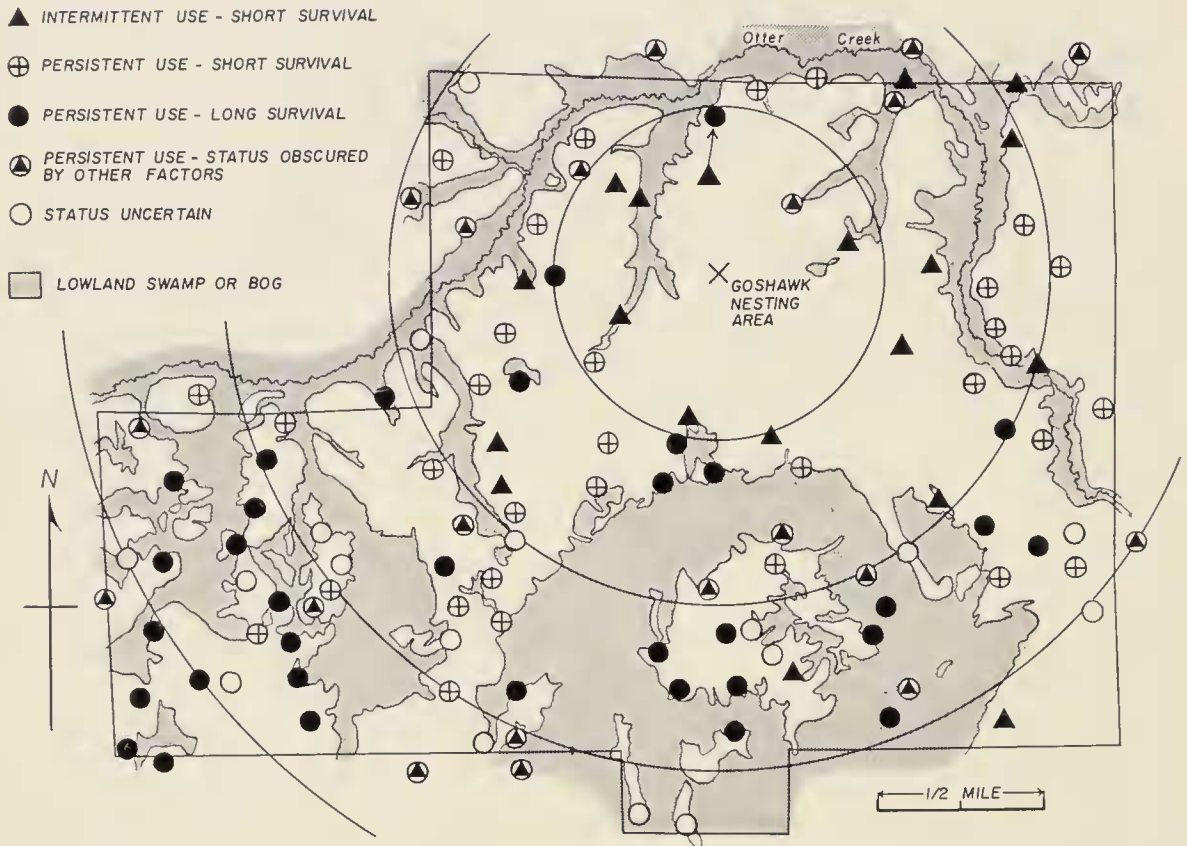 INTERMITTENT USE - SHORT SURVIVAL
PERSISTENT USE - SHORT SURVIVAL
PERSISTENT USE - LONG SURVIVAL
PERSISTENT USE - STATUS OBSCURED
BY OTHER FACTORS
STATUS UNCERTAIN
LOWLAND SWAMP OR BOG
Otter Creek
GOSHAWK
NESTING
AREA
N
1/2 MILE